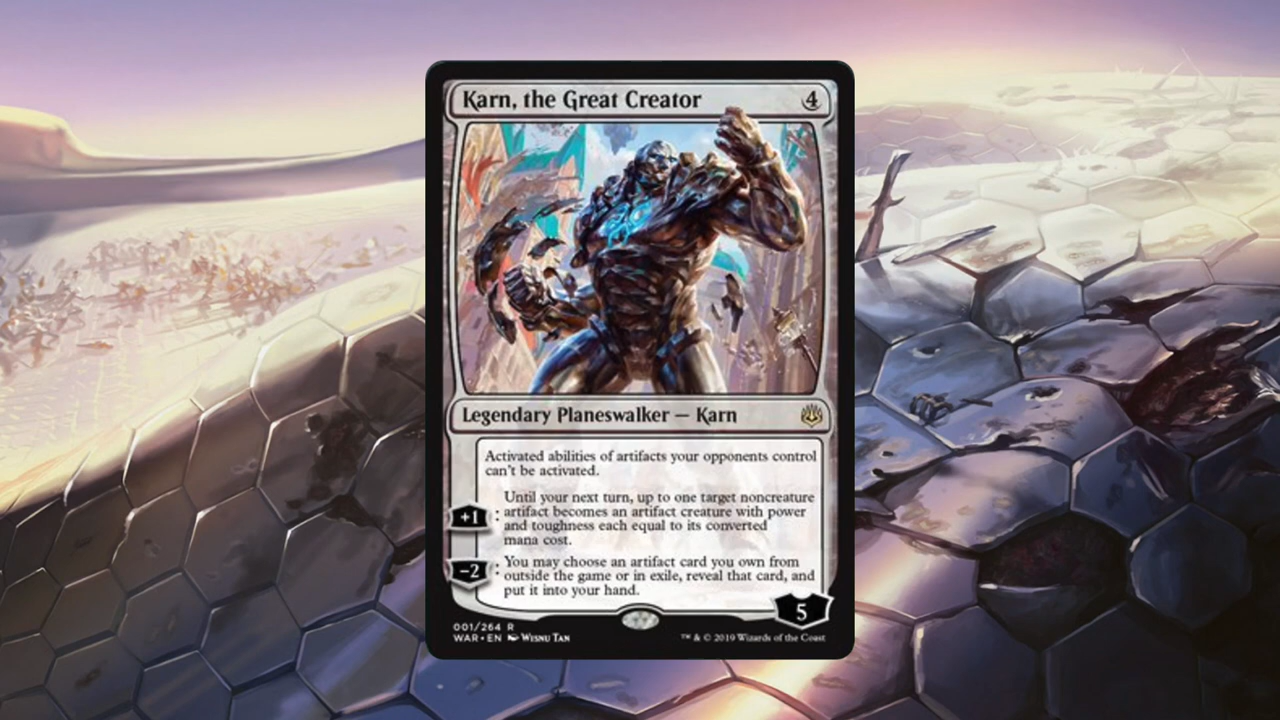 Karn, the Great Creator 4
Legendary Planeswalker — Karn
Activated abilities of artifacts your opponents control
can't be activated.
+1: Until your next turn, up to one target noncreature
artifact becomes an artifact creature with power
and toughness each equal to its converted
mana cost.
−2: You may choose an artifact card you own from
outside the game or in exile, reveal that card, and
put it into your hand.
5
001/264 R
WAR • EN Wisnu Tan
™ & © 2019 Wizards of the Coast